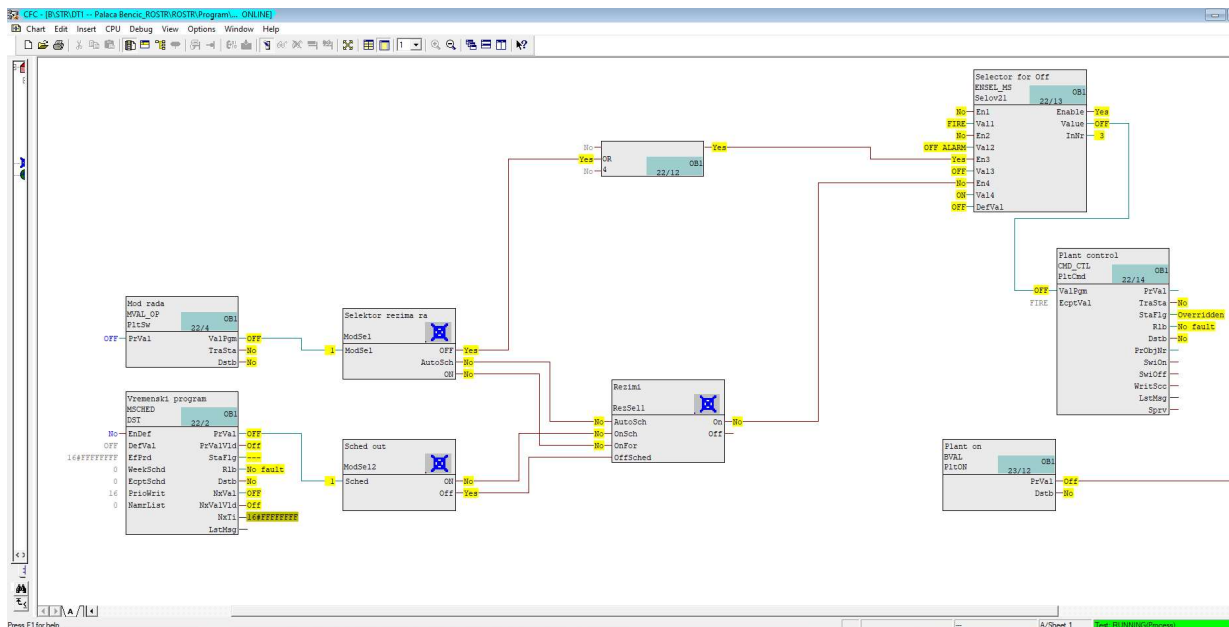 CFC - [B\STR\DT1 -- Palaca Bencic_ROSTR\ROSTR\Program\... ONLINE]
Chart Edit Insert CPU Debug View Options Window Help
1
Selector for Off
ENSEL_MS OB1
Selov21 22/13
No En1 Enable Yes
FIRE Val1 Value OFF
No En2 InNr 3
OFF ALARM Val2
Yes En3
OFF Val3
No En4
ON Val4
OFF DefVal
No Yes
Yes OR OB1
No 4 22/12
Plant control
CMD_CTL OB1
PltCmd 22/14
OFF ValPgm PrVal
FIRE EcptVal TraSta No
StaFlg Overridden
Rlb No fault
Dstb No
PrObjNr
SwiOn
SwiOff
WritScc
LstMsg
Sprv
Mod rada
MVAL_OP OB1
PltSw 22/4
OFF PrVal ValPgm OFF
TraSta No
Dstb No
Selektor rezima ra
ModSel
1 ModSel OFF Yes
AutoSch No
ON No
Vremenski program
MSCHED OB1
DST 22/2
No EnDef PrVal OFF
OFF DefVal PrValVld Off
16#FFFFFFFF EfPrd StaFlg ---
0 WeekSchd Rlb No fault
0 EcptSchd Dstb No
16 PrioWrit NxVal OFF
0 NamrList NxValVld Off
NxTi 16#FFFFFFFF
LstMsg
Sched out
ModSel2
1 Sched ON No
Off Yes
Rezimi
RezSel1
No AutoSch On No
No OnSch Off
No OnFor
OffSched
Plant on
BVAL OB1
PltON 23/12
PrVal Off
Dstb No
A
Press F1 for help. A/Sheet 1 Test: RUNNING(Process)